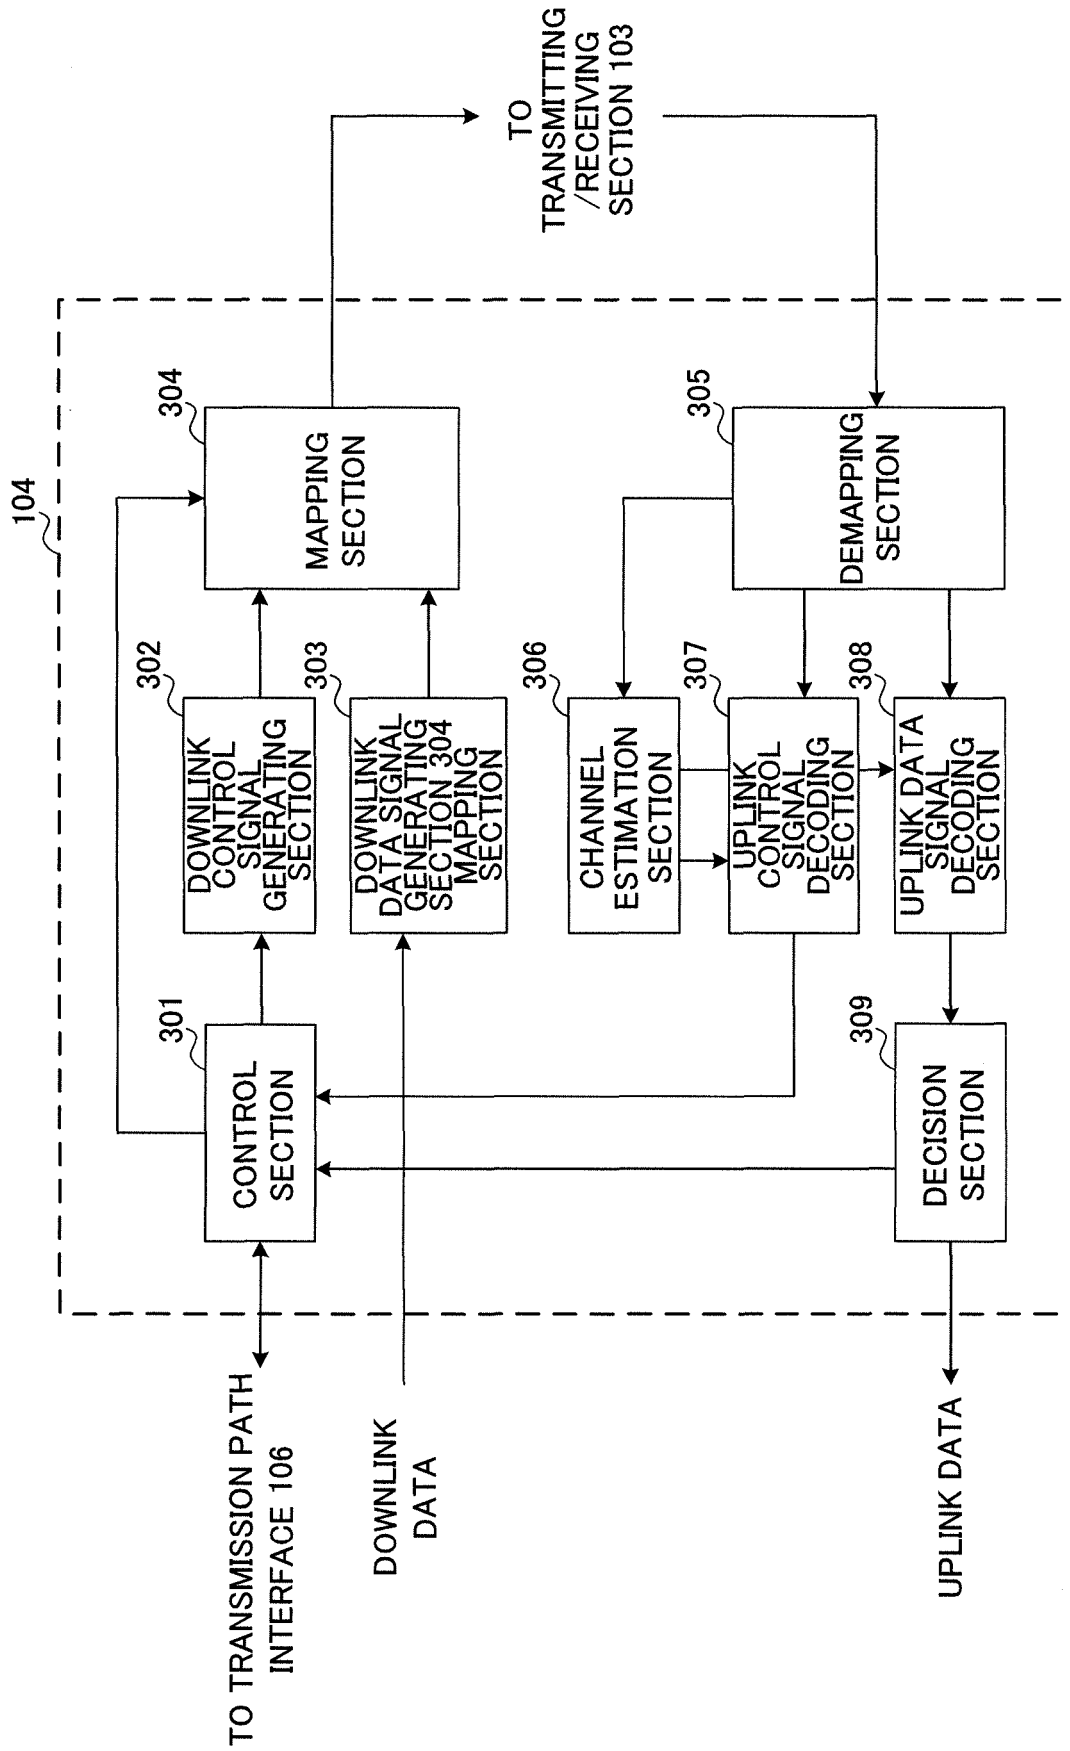 104
301
CONTROL
SECTION
302
DOWNLINK
CONTROL
SIGNAL
GENERATING
SECTION
304
MAPPING
SECTION
303
DOWNLINK
DATA SIGNAL
GENERATING
SECTION 304
MAPPING
SECTION
TO TRANSMISSION PATH
INTERFACE 106
DOWNLINK
DATA
TO
TRANSMITTING
/RECEIVING
SECTION 103
306
CHANNEL
ESTIMATION
SECTION
305
DEMAPPING
SECTION
307
UPLINK
CONTROL
SIGNAL
DECODING
SECTION
309
DECISION
SECTION
308
UPLINK DATA
SIGNAL
DECODING
SECTION
UPLINK DATA